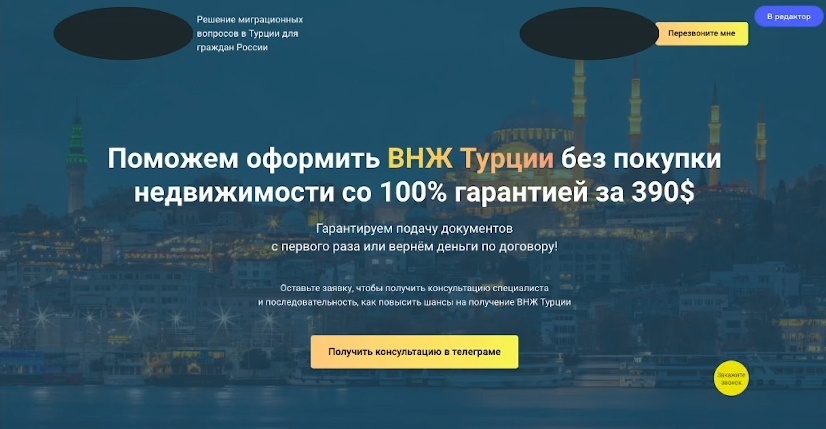 Решение миграционных
вопросов в Турции для
граждан России
Перезвоните мне
В редактор
Поможем оформить ВНЖ Турции без покупки
недвижимости со 100% гарантией за 390$
Гарантируем подачу документов
с первого раза или вернём деньги по договору!
Оставьте заявку, чтобы получить консультацию специалиста
и последовательность, как повысить шансы на получение ВНЖ Турции
Получить консультацию в телеграме
Закажите
звонок